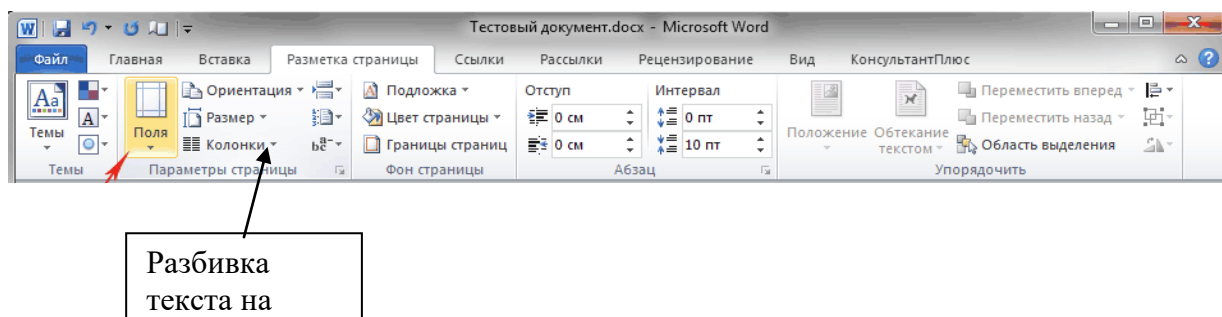 Тестовый документ.docx - Microsoft Word
Файл Главная Вставка Разметка страницы Ссылки Рассылки Рецензирование Вид КонсультантПлюс
Aa Ориентация Подложка Отступ Интервал Переместить вперед
A Размер Цвет страницы 0 см 0 пт Переместить назад
Темы Поля Колонки Границы страниц 0 см 10 пт Положение Обтекание текстом Область выделения
Темы Параметры страницы Фон страницы Абзац Упорядочить
Разбивка
текста на